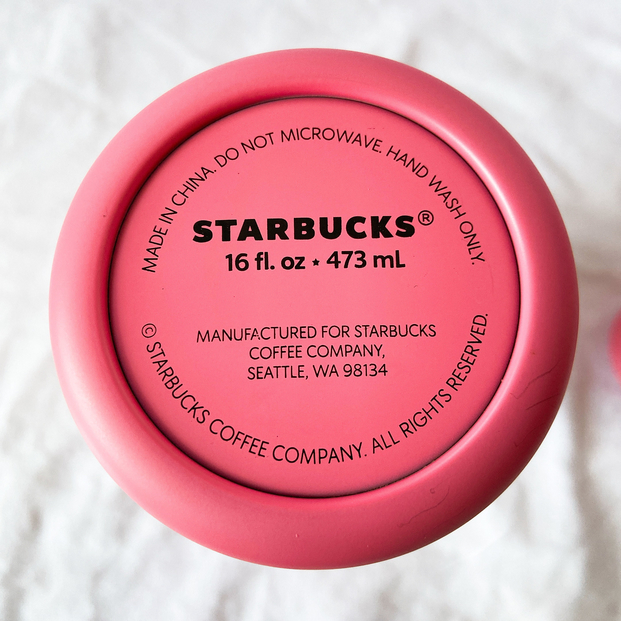 MADE IN CHINA. DO NOT MICROWAVE. HAND WASH ONLY.
STARBUCKS®
16 fl. oz ★ 473 mL
MANUFACTURED FOR STARBUCKS
COFFEE COMPANY,
SEATTLE, WA 98134
© STARBUCKS COFFEE COMPANY. ALL RIGHTS RESERVED.